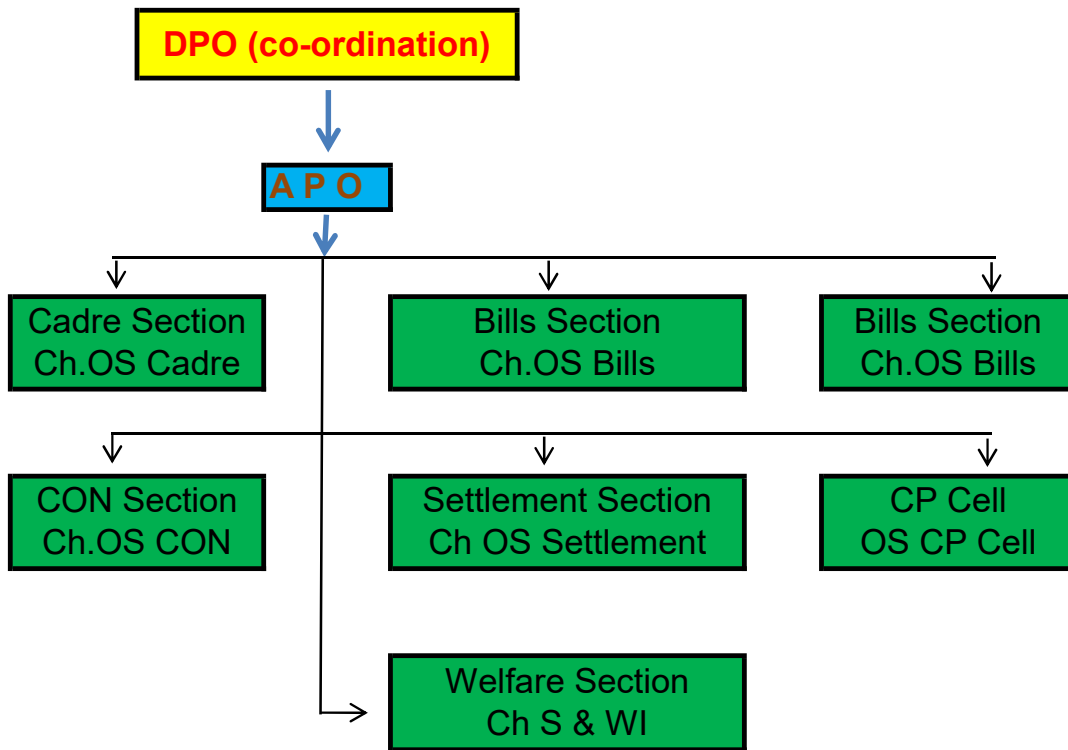 DPO (co-ordination)
A P O
Cadre Section
Ch.OS Cadre
Bills Section
Ch.OS Bills
Bills Section
Ch.OS Bills
CON Section
Ch.OS CON
Settlement Section
Ch OS Settlement
CP Cell
OS CP Cell
Welfare Section
Ch S & WI